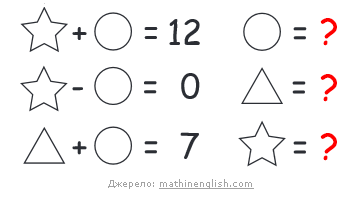 + = 12 = ?
- = 0 = ?
+ = 7 = ?
Джерело: mathinenglish.com